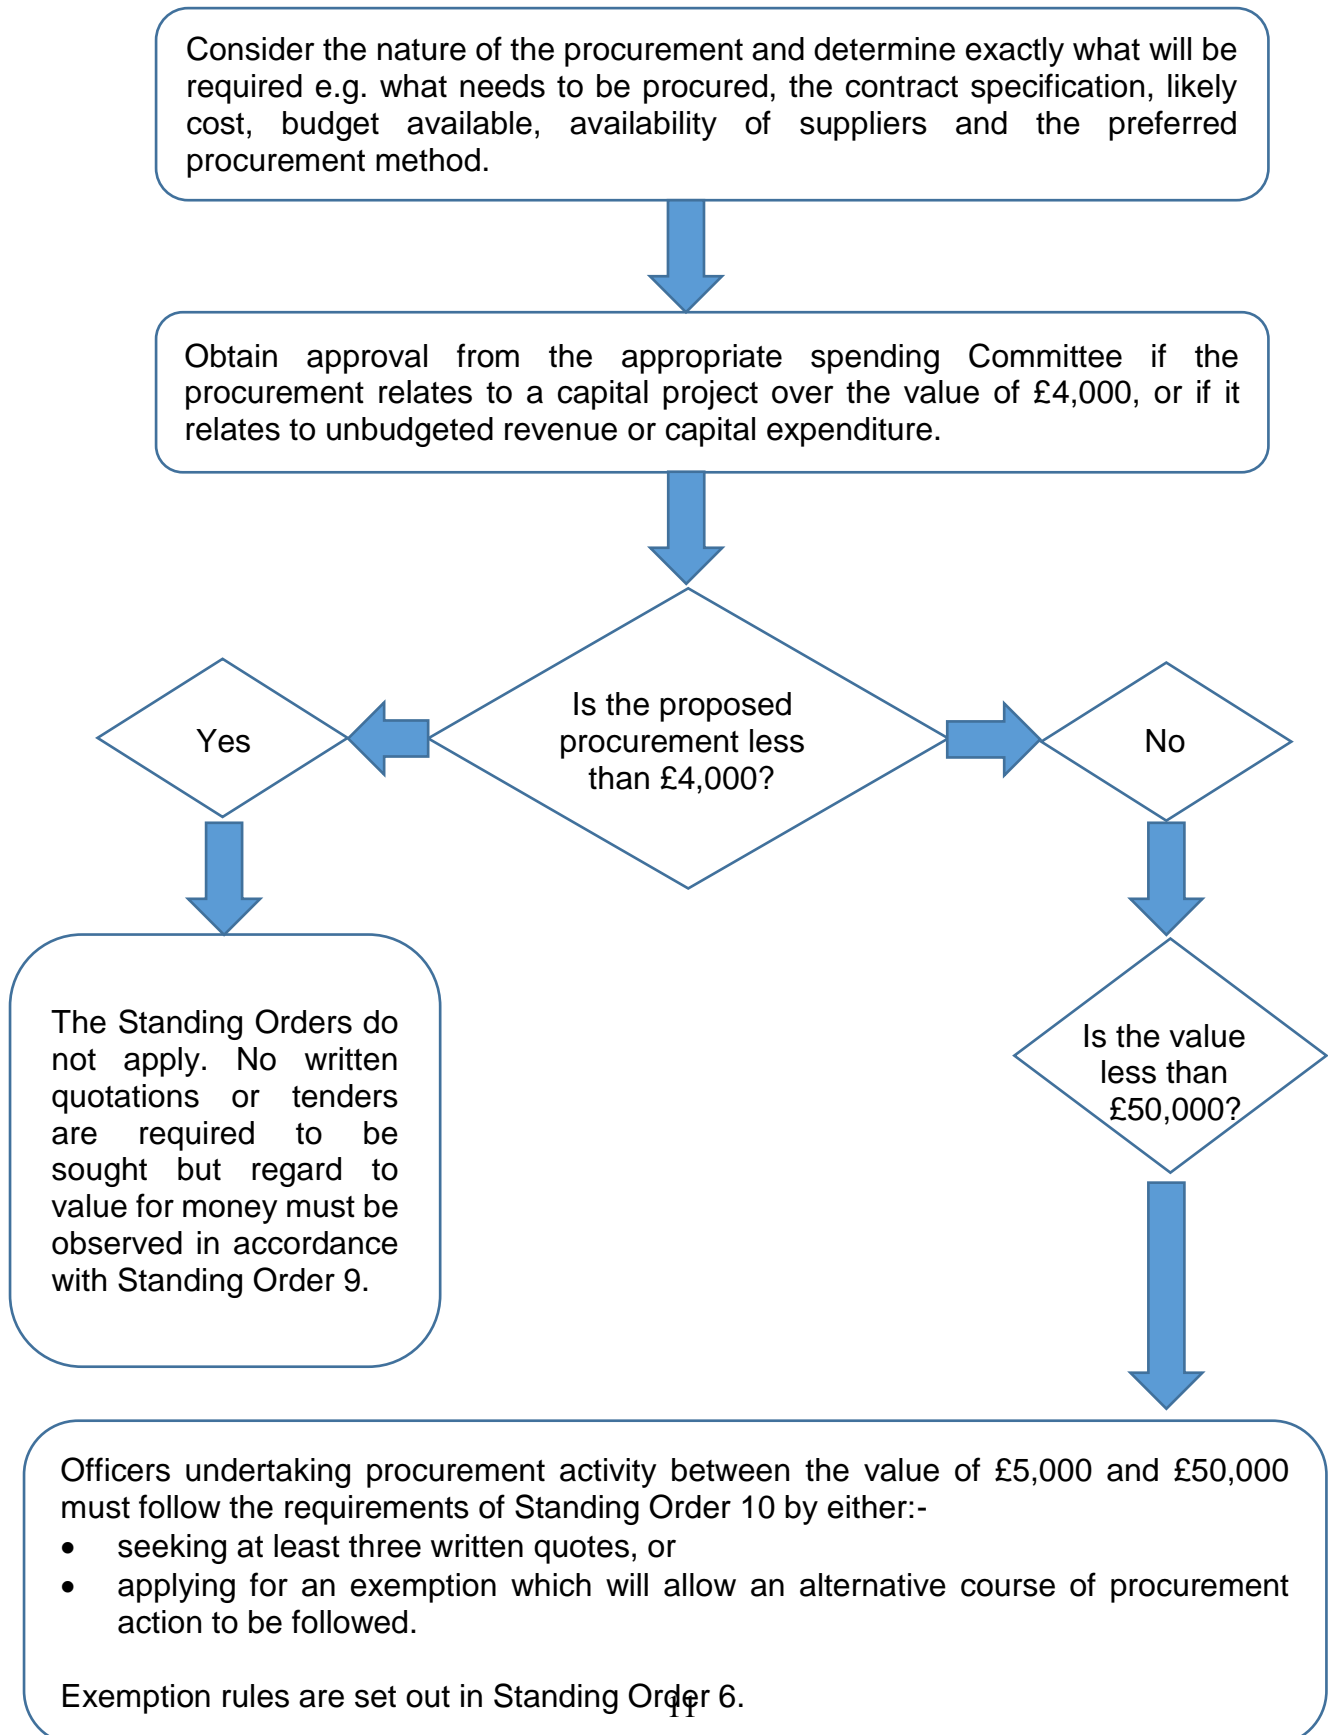 Consider the nature of the procurement and determine exactly what will be
required e.g. what needs to be procured, the contract specification, likely
cost, budget available, availability of suppliers and the preferred
procurement method.
Obtain approval from the appropriate spending Committee if the
procurement relates to a capital project over the value of £4,000, or if it
relates to unbudgeted revenue or capital expenditure.
Is the proposed
procurement less
than £4,000?
Yes
No
The Standing Orders do
not apply. No written
quotations or tenders
are required to be
sought but regard to
value for money must be
observed in accordance
with Standing Order 9.
Is the value
less than
£50,000?
Officers undertaking procurement activity between the value of £5,000 and £50,000
must follow the requirements of Standing Order 10 by either:-
• seeking at least three written quotes, or
• applying for an exemption which will allow an alternative course of procurement
action to be followed.
Exemption rules are set out in Standing Order 6.
11